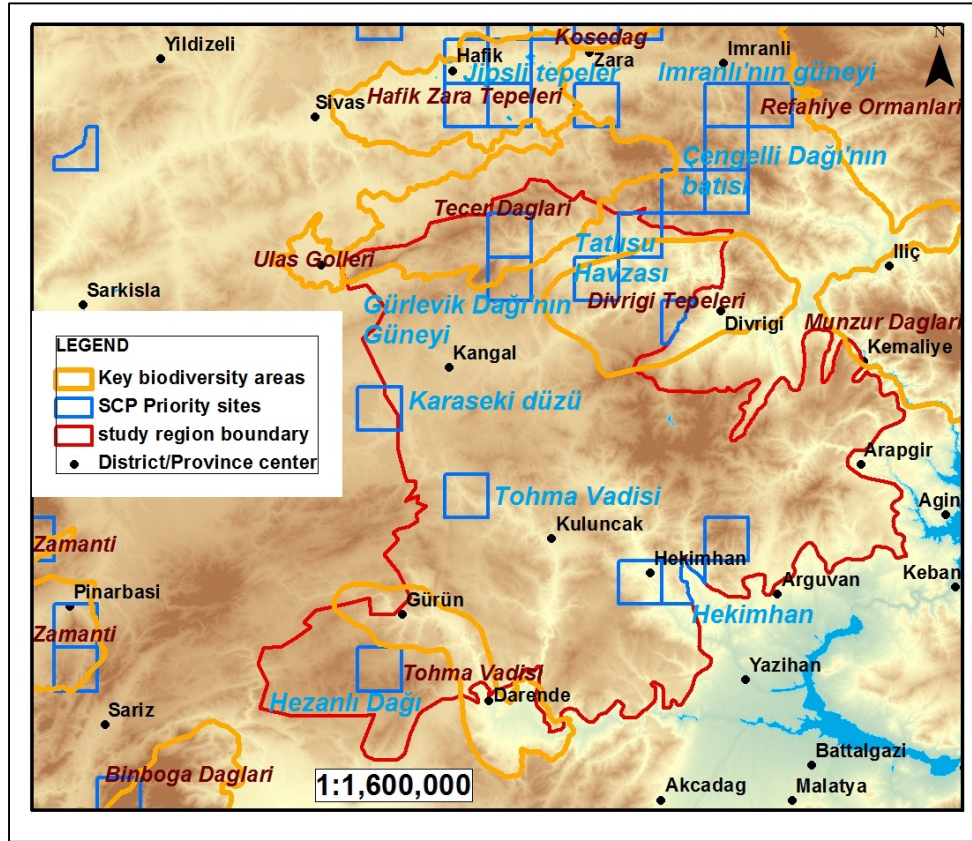 Yildizeli
Kosedag
N
Hafik
Zara
Imranli
Jipsli tepeler
Imranlı'nın güneyi
Hafik Zara Tepeleri
Sivas
Refahiye Ormanlari
Çengelli Dağı'nın
batısı
Tecer Daglari
Tatlısu
Havzası
Ulas Golleri
Iliç
Sarkisla
Gürlevik Dağı'nın
Güneyi
Divrigi Tepeleri
Divrigi
Munzur Daglari
Kemaliye
LEGEND
Key biodiversity areas
SCP Priority sites
study region boundary
District/Province center
Kangal
Karaseki düzü
Arapgir
Tohma Vadisi
Agin
Kuluncak
Zamanti
Hekimhan
Keban
Pinarbasi
Arguvan
Gürün
Hekimhan
Zamanti
Yazihan
Tohma Vadisi
Hezanlı Dağı
Darende
Sariz
Battalgazi
Binboga Daglari
1:1,600,000
Akcadag
Malatya